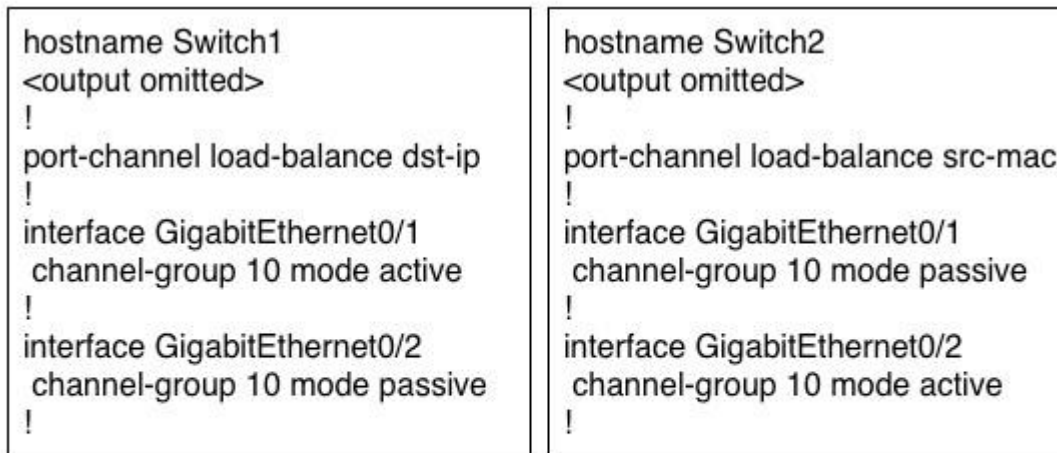 hostname Switch1
<output omitted>
!
port-channel load-balance dst-ip
!
interface GigabitEthernet0/1
channel-group 10 mode active
!
interface GigabitEthernet0/2
channel-group 10 mode passive
!
hostname Switch2
<output omitted>
!
port-channel load-balance src-mac
!
interface GigabitEthernet0/1
channel-group 10 mode passive
!
interface GigabitEthernet0/2
channel-group 10 mode active
!